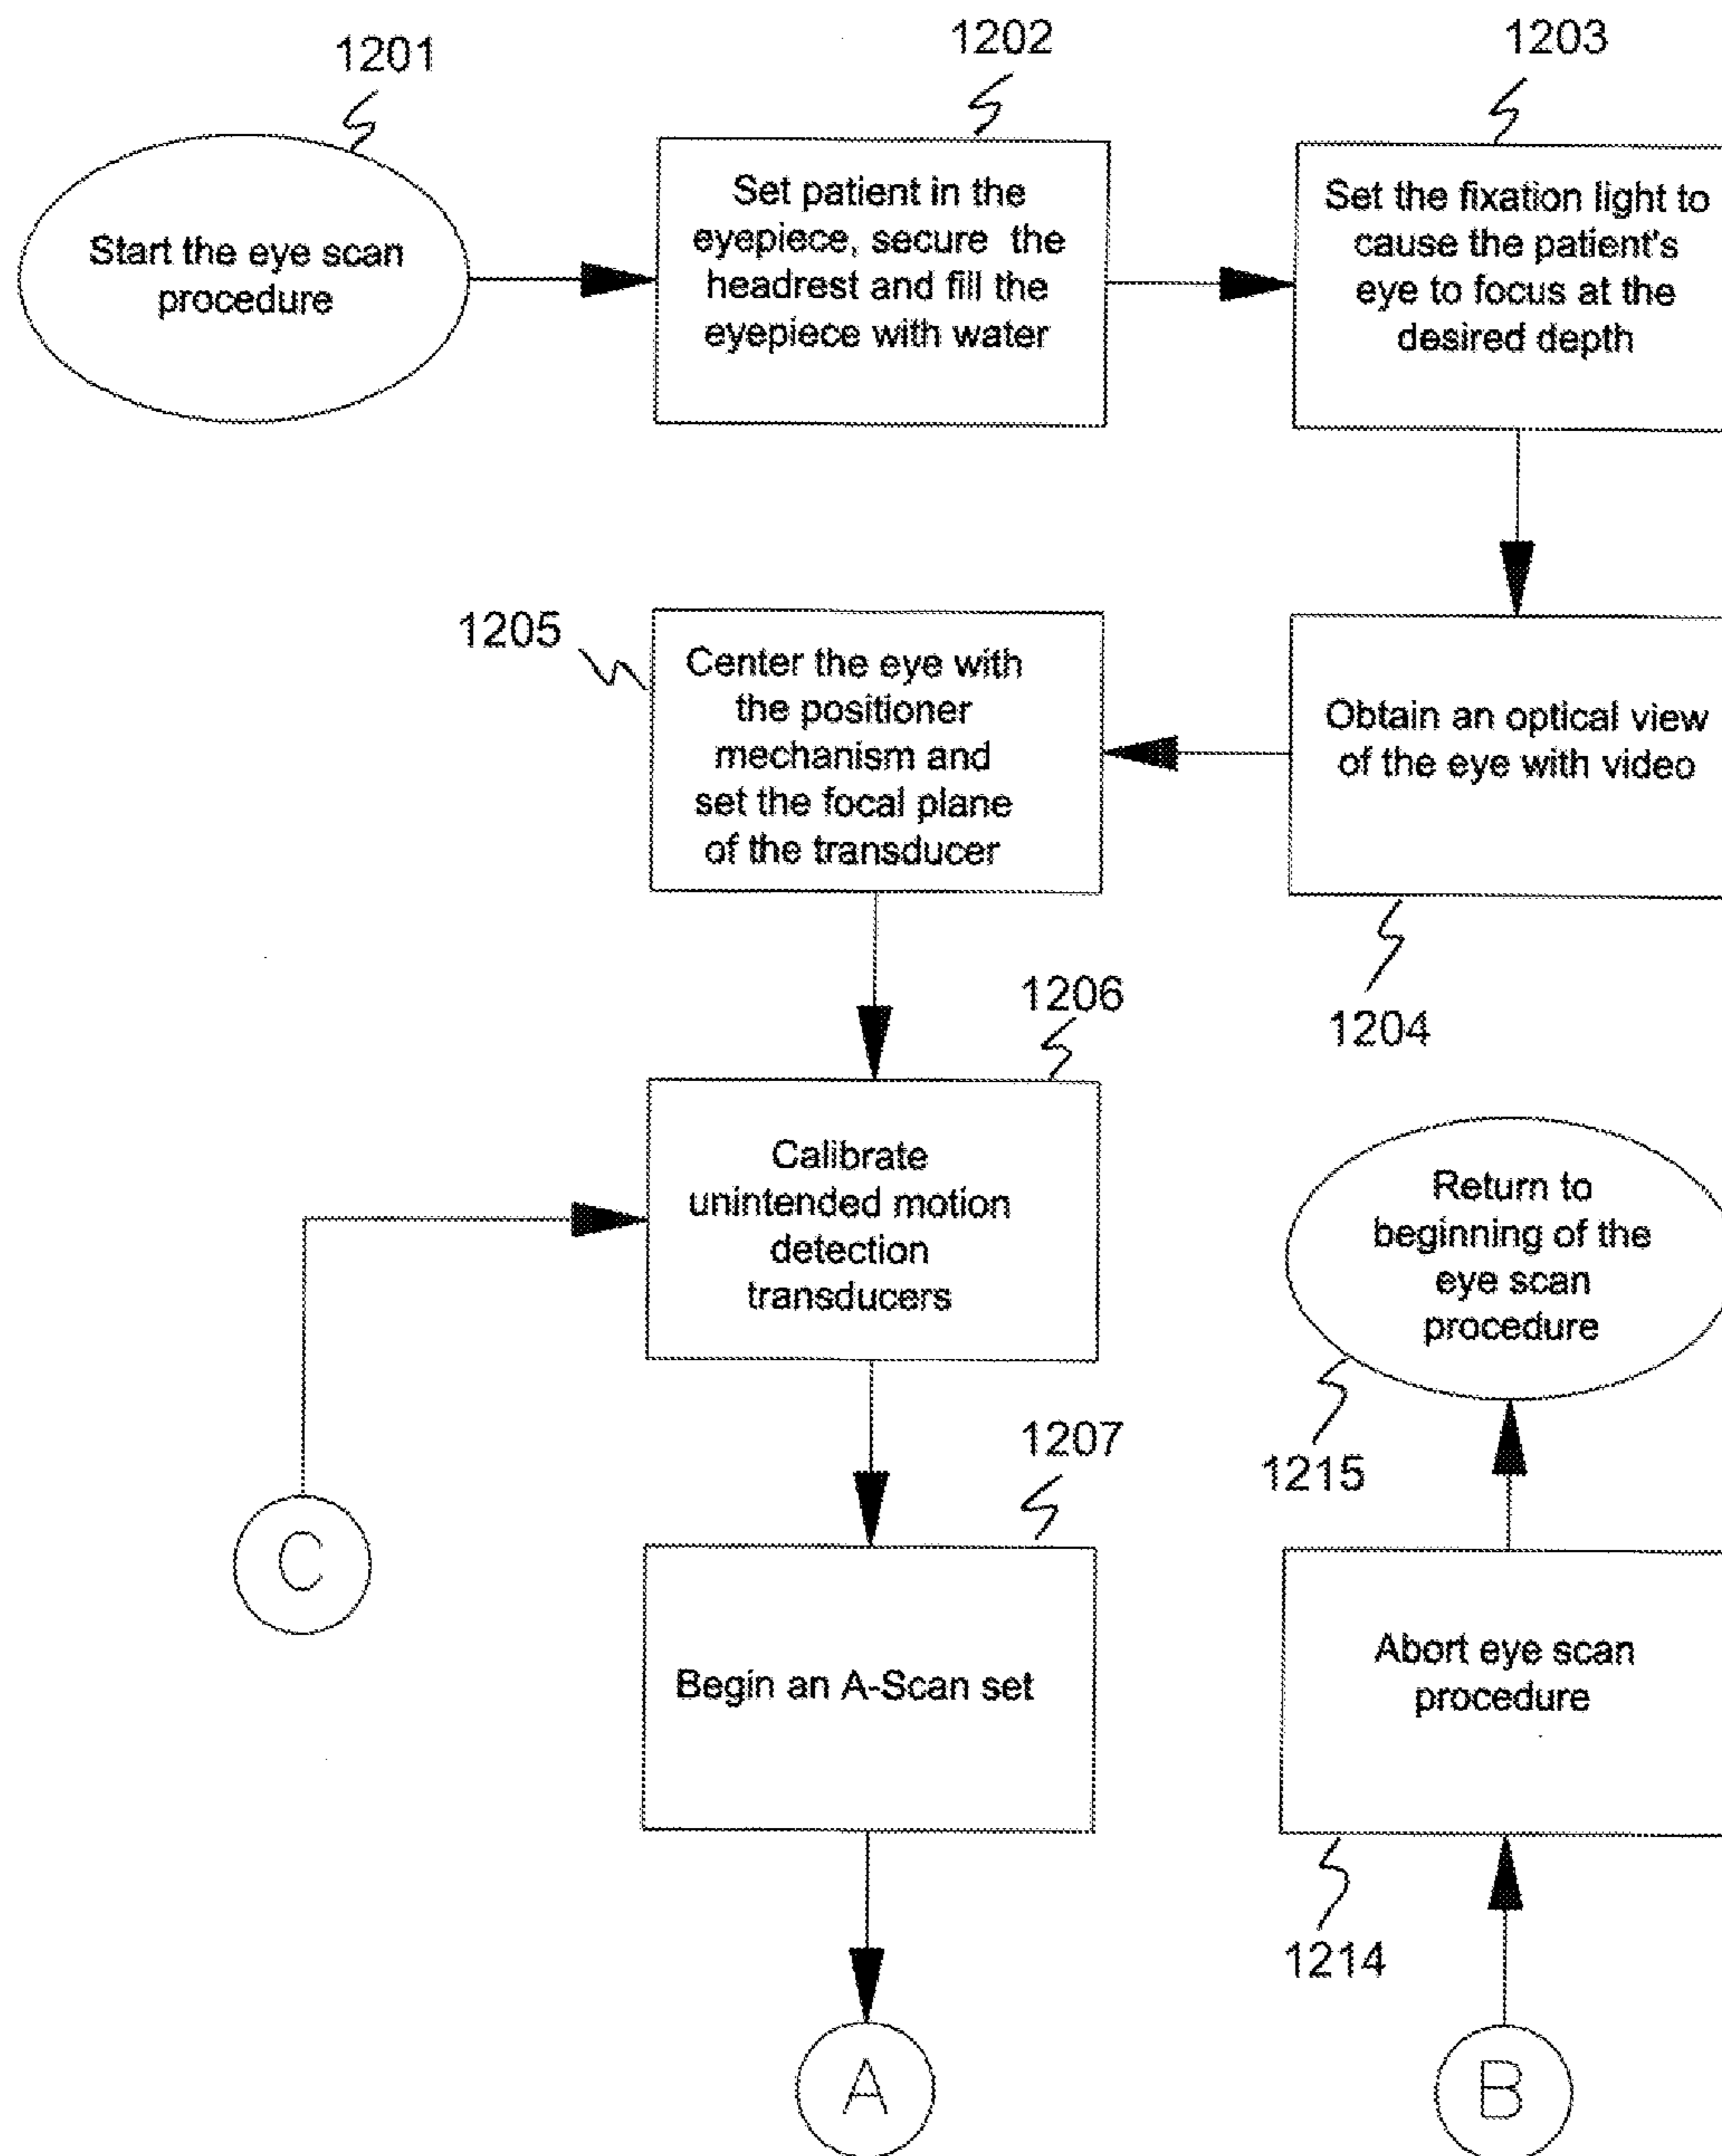 1201
Start the eye scan
procedure
1202
Set patient in the
eyepiece, secure the
headrest and fill the
eyepiece with water
1203
Set the fixation light to
cause the patient's
eye to focus at the
desired depth
1205
Center the eye with
the positioner
mechanism and
set the focal plane
of the transducer
Obtain an optical view
of the eye with video
1204
1206
Calibrate
unintended motion
detection
transducers
Return to
beginning of the
eye scan
procedure
1215
1207
C
Begin an A-Scan set
Abort eye scan
procedure
1214
A
B